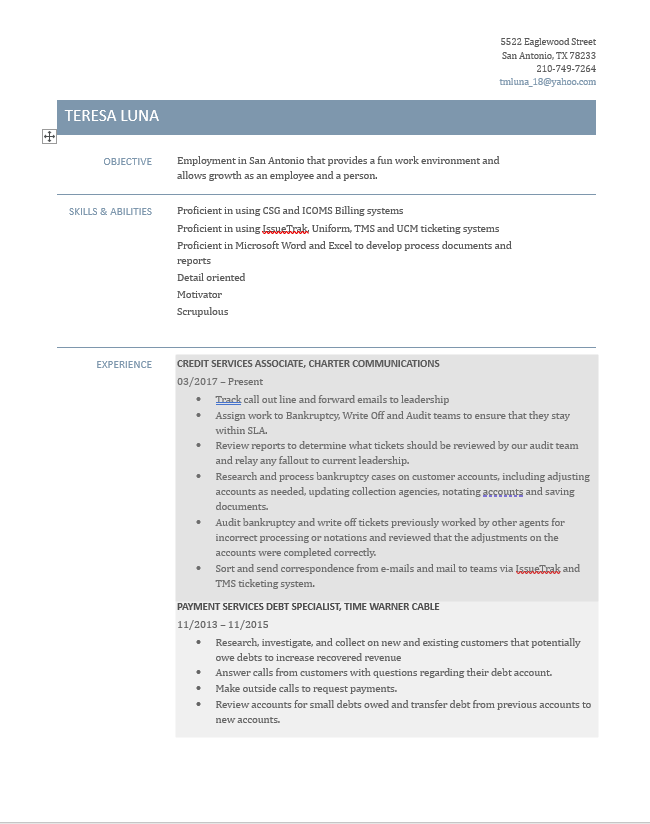 5522 Eaglewood Street
San Antonio, TX 78233
210-749-7264
tmluna_18@yahoo.com
TERESA LUNA
OBJECTIVE
Employment in San Antonio that provides a fun work environment and
allows growth as an employee and a person.
SKILLS & ABILITIES
Proficient in using CSG and ICOMS Billing systems
Proficient in using IssueTrak, Uniform, TMS and UCM ticketing systems
Proficient in Microsoft Word and Excel to develop process documents and
reports
Detail oriented
Motivator
Scrupulous
EXPERIENCE
CREDIT SERVICES ASSOCIATE, CHARTER COMMUNICATIONS
03/2017 – Present
• Track call out line and forward emails to leadership
• Assign work to Bankruptcy, Write Off and Audit teams to ensure that they stay
within SLA.
• Review reports to determine what tickets should be reviewed by our audit team
and relay any fallout to current leadership.
• Research and process bankruptcy cases on customer accounts, including adjusting
accounts as needed, updating collection agencies, notating accounts and saving
documents.
• Audit bankruptcy and write off tickets previously worked by other agents for
incorrect processing or notations and reviewed that the adjustments on the
accounts were completed correctly.
• Sort and send correspondence from e-mails and mail to teams via IssueTrak and
TMS ticketing system.
PAYMENT SERVICES DEBT SPECIALIST, TIME WARNER CABLE
11/2013 – 11/2015
• Research, investigate, and collect on new and existing customers that potentially
owe debts to increase recovered revenue
• Answer calls from customers with questions regarding their debt account.
• Make outside calls to request payments.
• Review accounts for small debts owed and transfer debt from previous accounts to
new accounts.